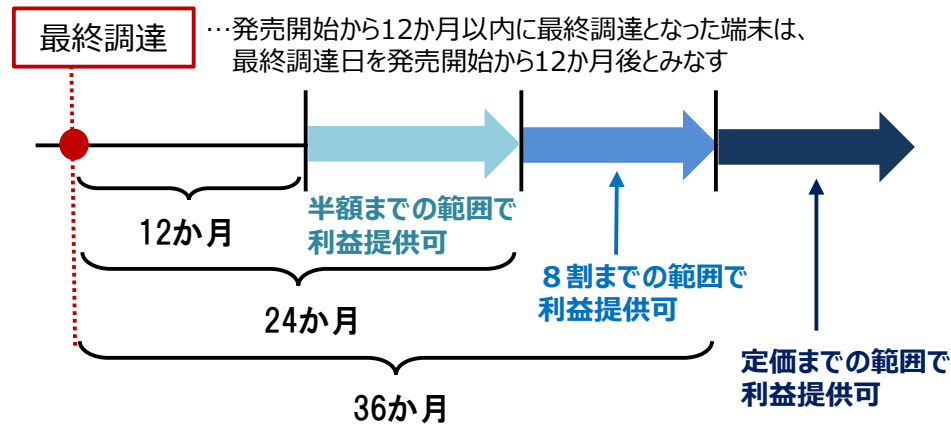 最終調達
…発売開始から12か月以内に最終調達となった端末は、
最終調達日を発売開始から12か月後とみなす
12か月
半額までの範囲で
利益提供可
24か月
８割までの範囲で
利益提供可
36か月
定価までの範囲で
利益提供可